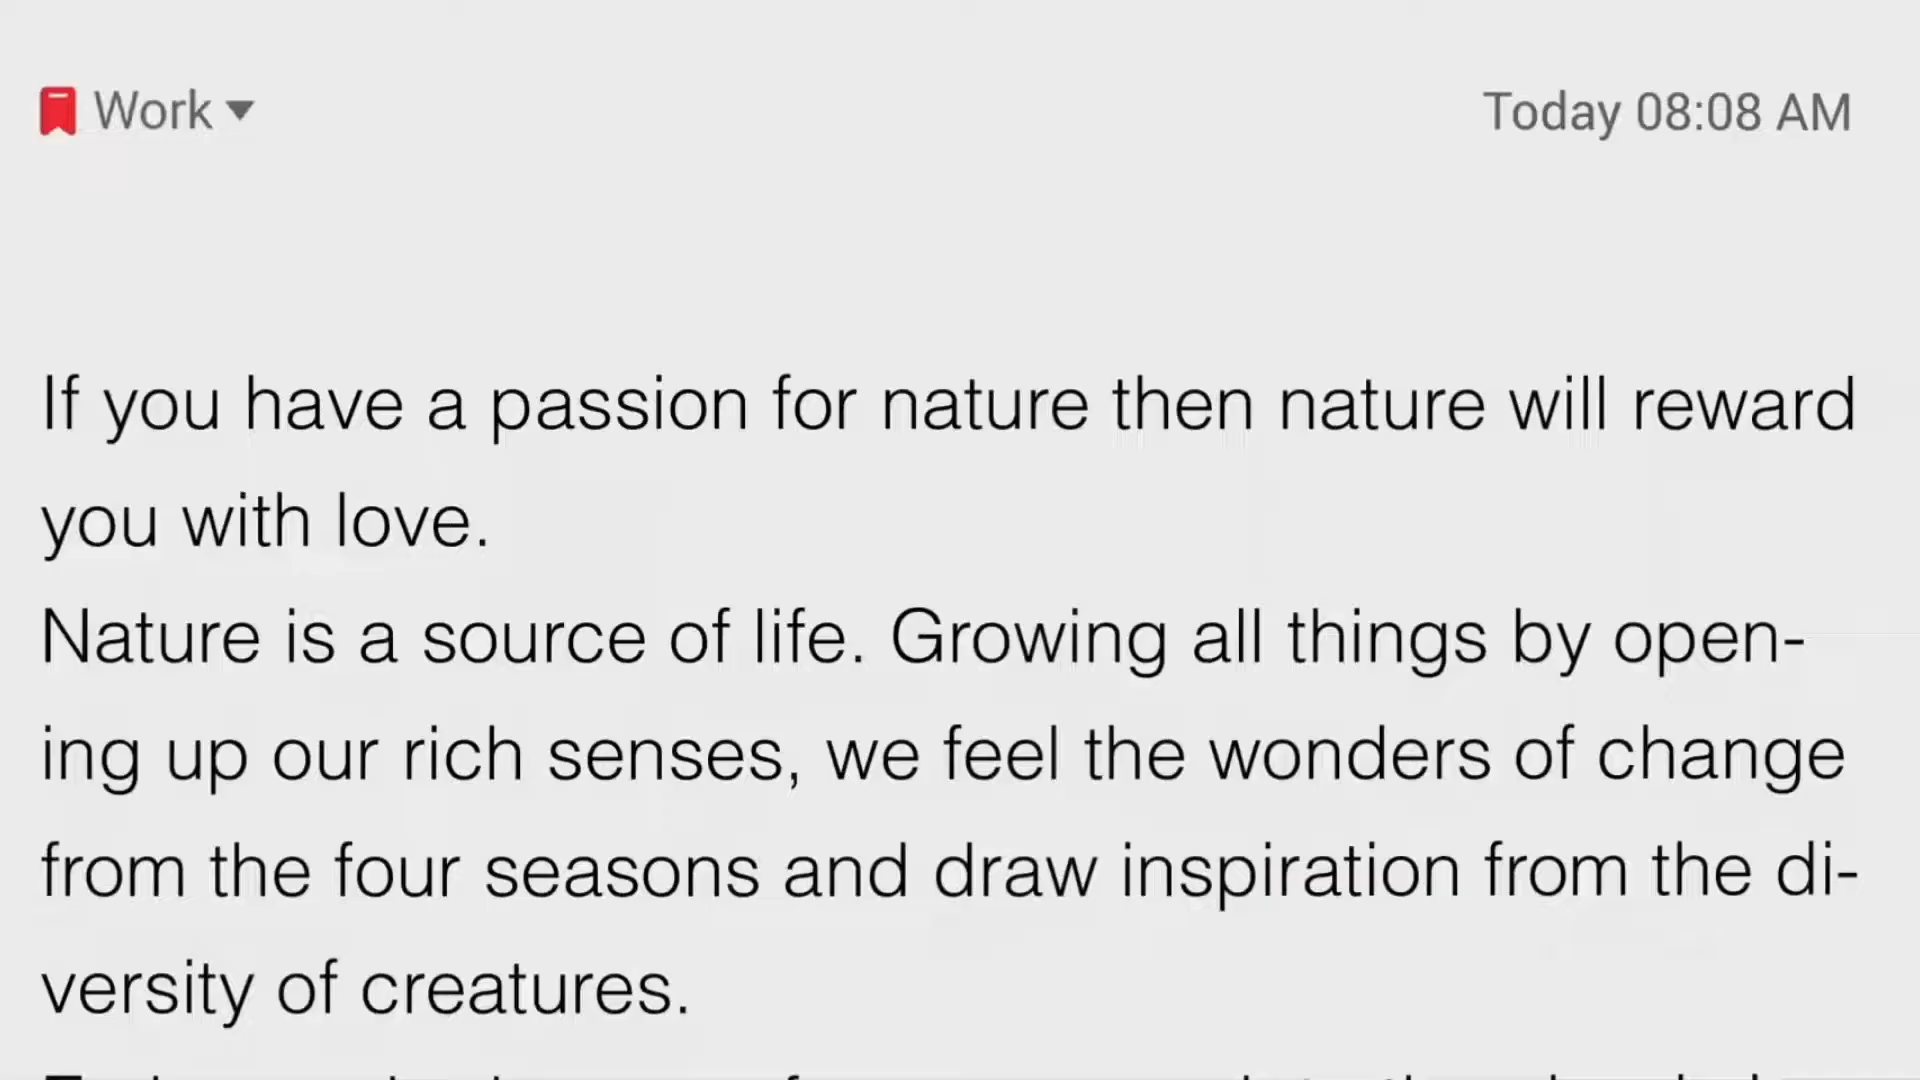 Work
Today 08:08 AM
If you have a passion for nature then nature will reward
you with love.
Nature is a source of life. Growing all things by open-
ing up our rich senses, we feel the wonders of change
from the four seasons and draw inspiration from the di-
versity of creatures.